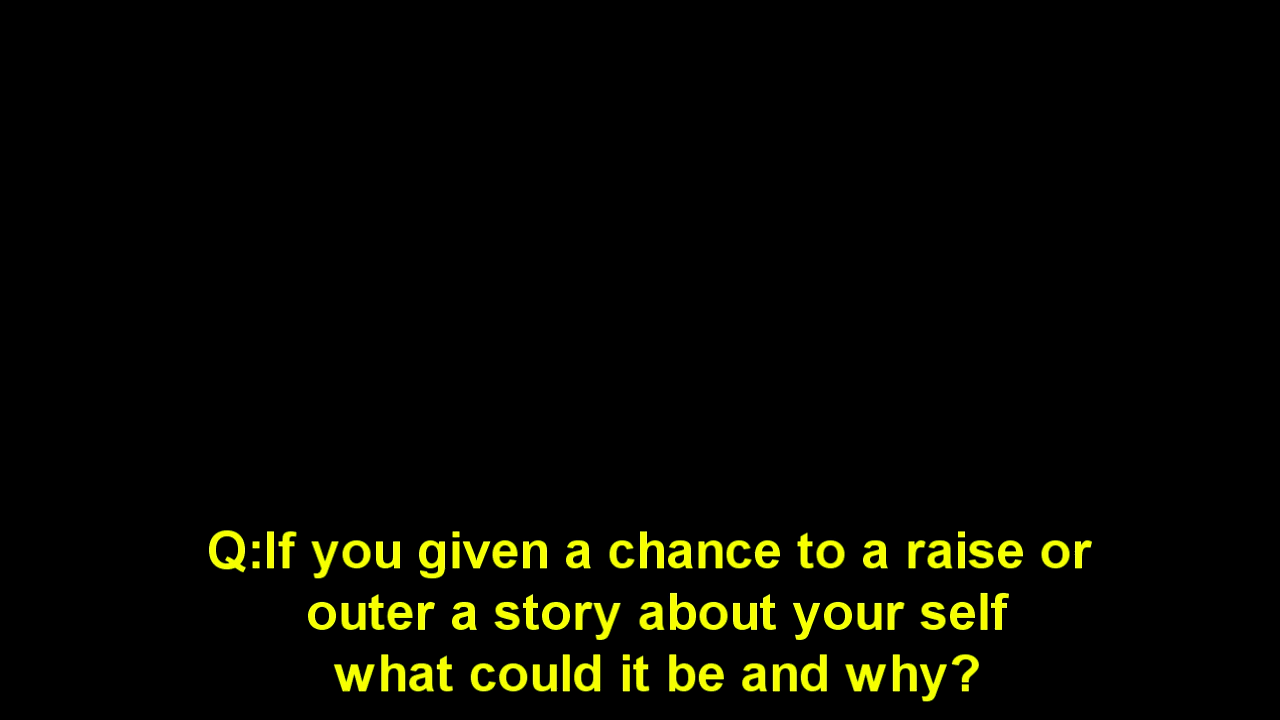 Q:If you given a chance to a raise or
outer a story about your self
what could it be and why?